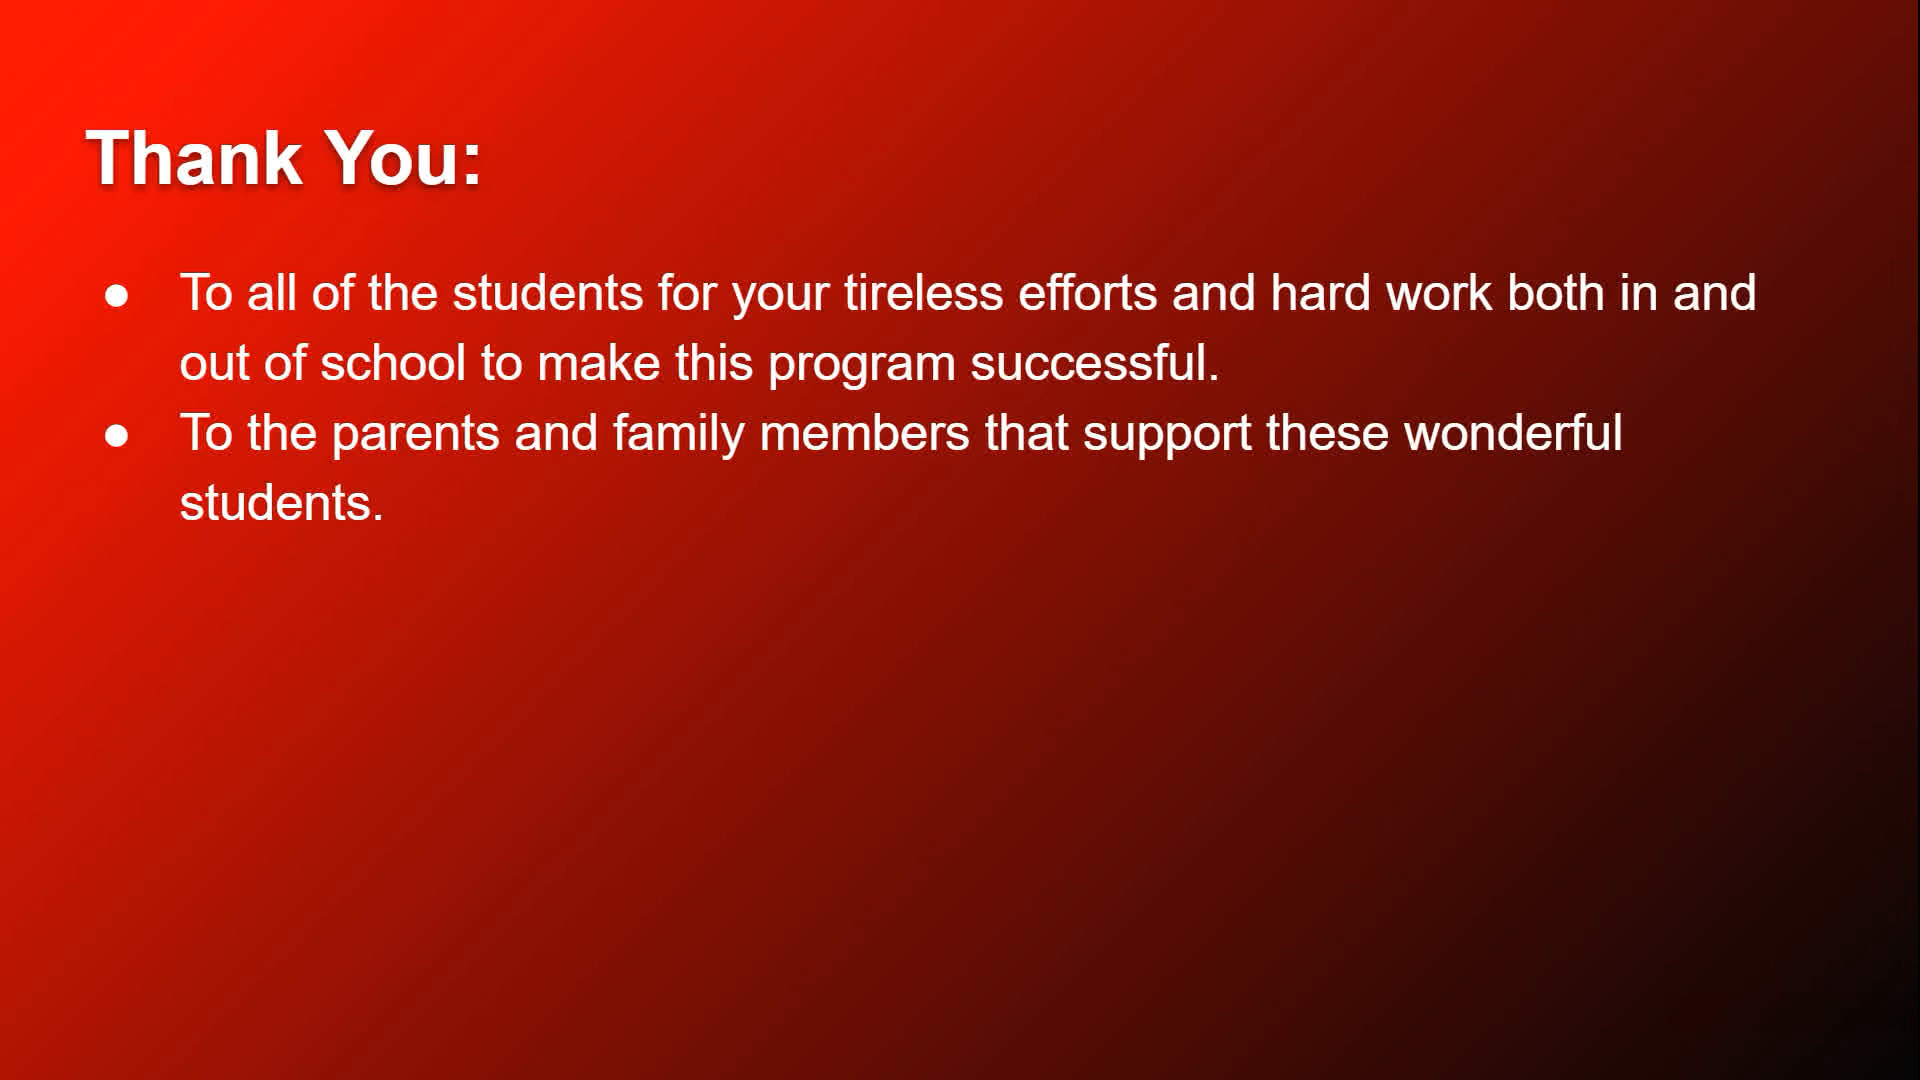 Thank You:
● To all of the students for your tireless efforts and hard work both in and
out of school to make this program successful.
● To the parents and family members that support these wonderful
students.